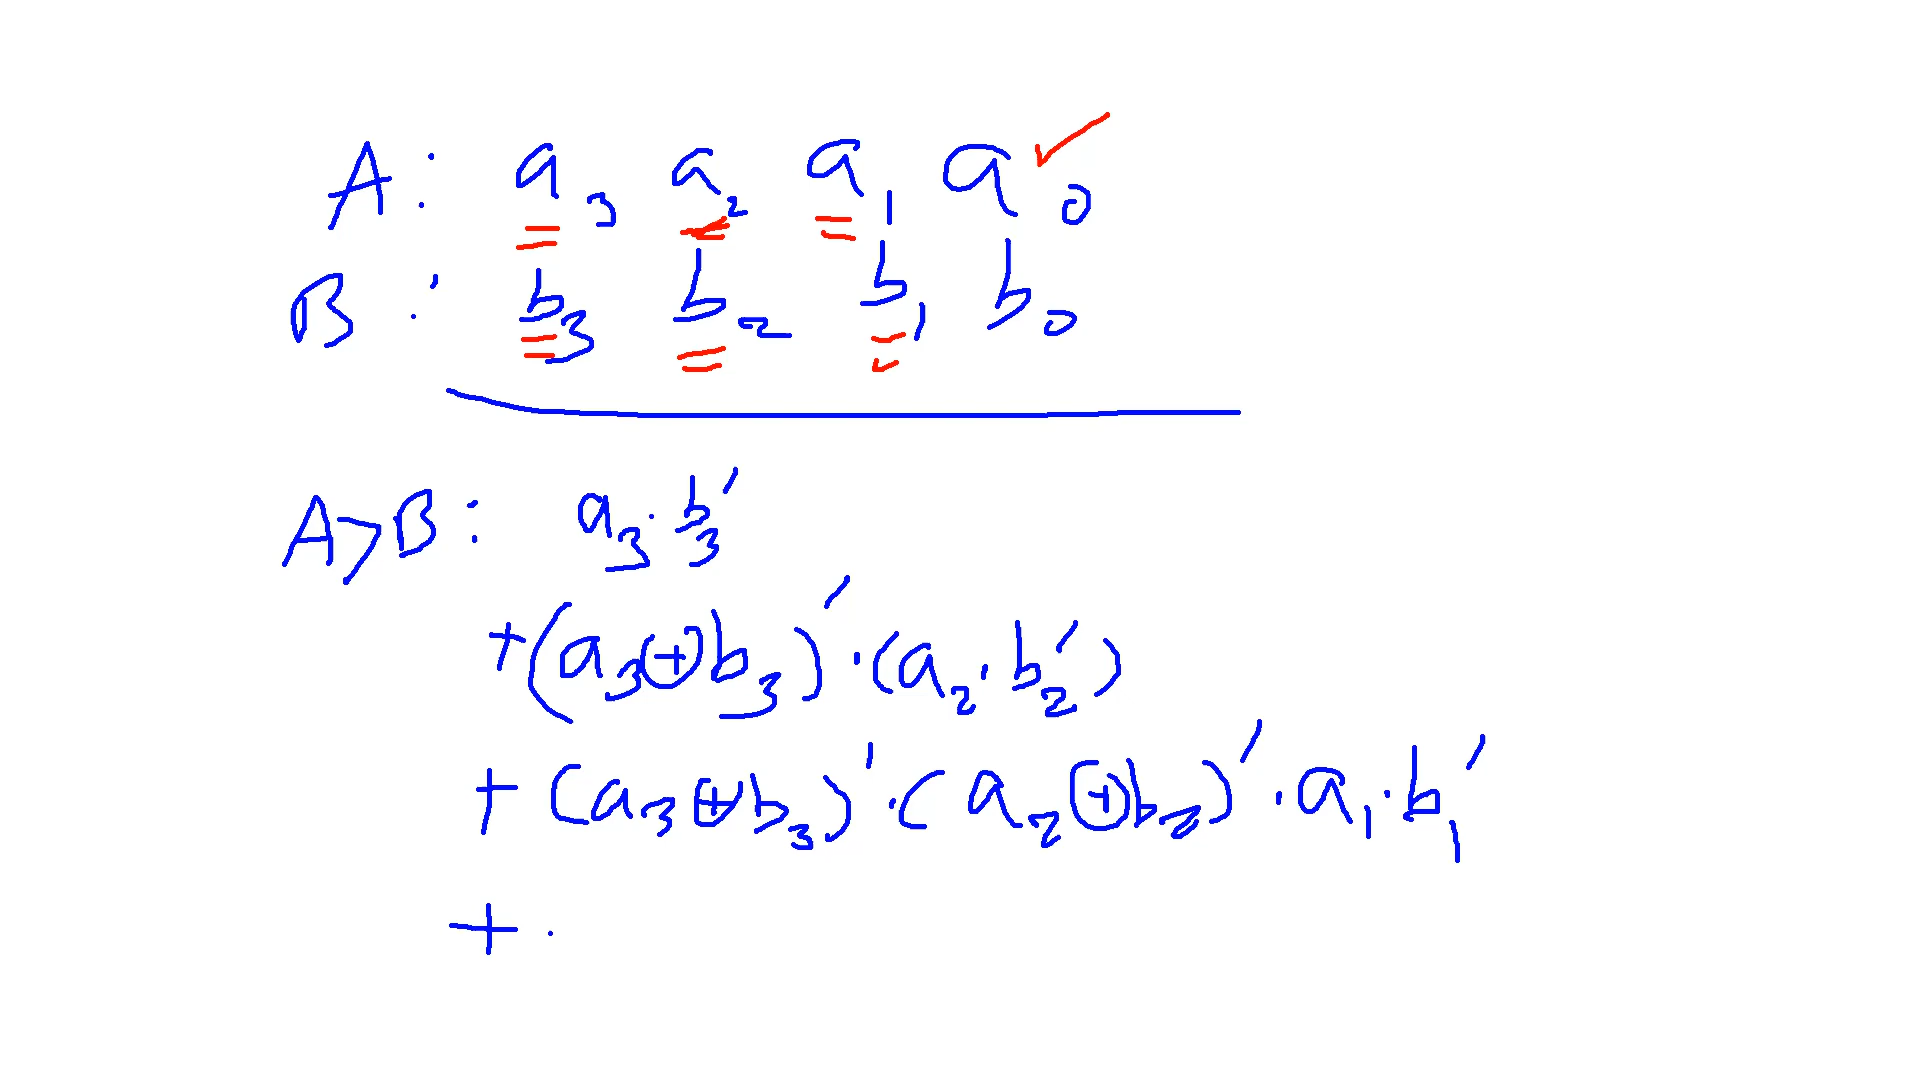 A: a₃ a₂ a₁ a₀ ✓
B: b₃ b₂ b₁ b₀
A>B: a₃·b₃'
+(a₃⊕b₃)'·(a₂·b₂')
+(a₃⊕b₃)'·(a₂⊕b₂)'·a₁·b₁'
+ ·